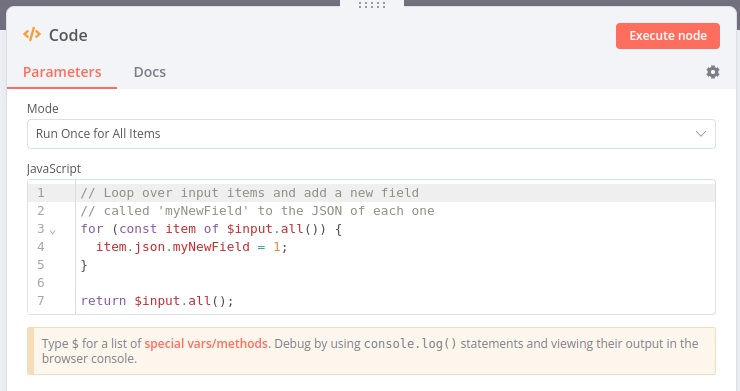 Code
Execute node
Parameters
Docs
Mode
Run Once for All Items
JavaScript
1 // Loop over input items and add a new field
2 // called 'myNewField' to the JSON of each one
3 for (const item of $input.all()) {
4   item.json.myNewField = 1;
5 }
6
7 return $input.all();
Type $ for a list of special vars/methods. Debug by using console.log() statements and viewing their output in the
browser console.